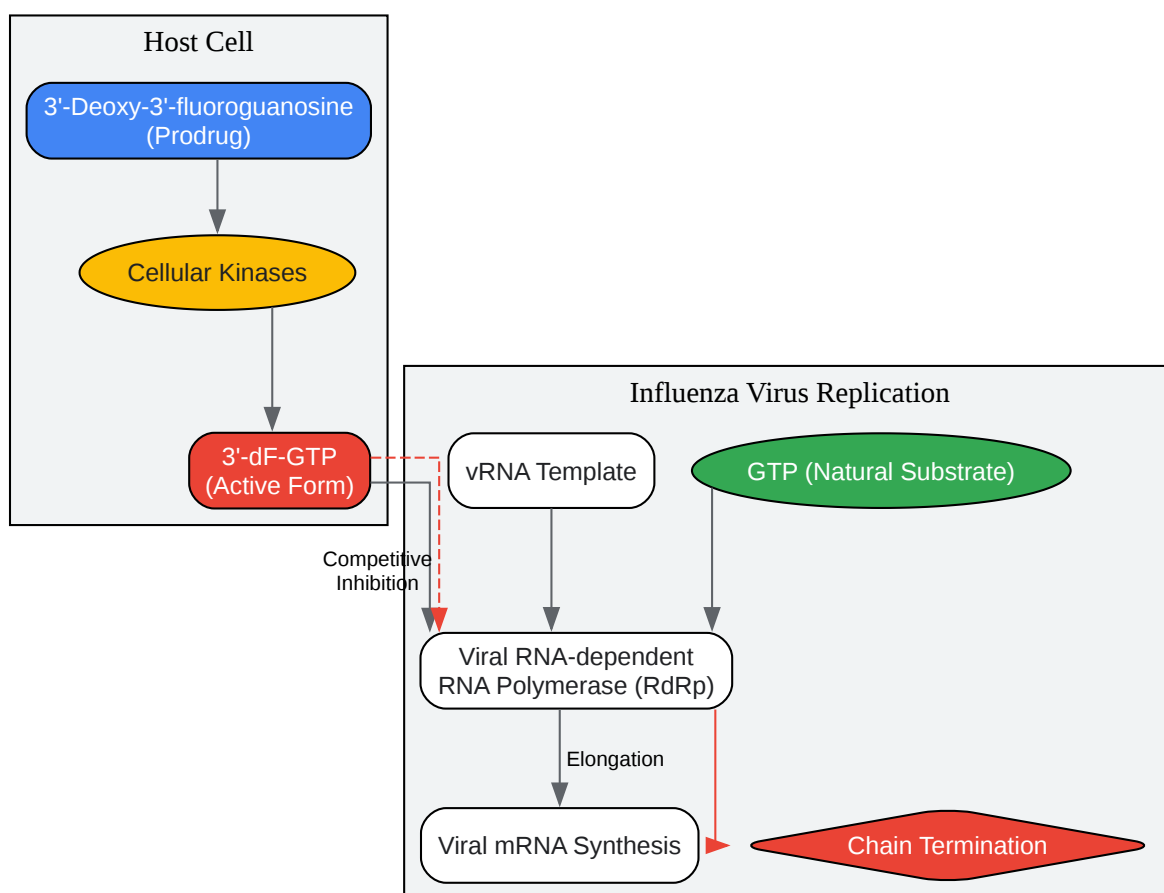 Host Cell
3'-Deoxy-3'-fluoroguanosine
(Prodrug)
Cellular Kinases
3'-dF-GTP
(Active Form)
Influenza Virus Replication
vRNA Template
GTP (Natural Substrate)
Competitive
Inhibition
Viral RNA-dependent
RNA Polymerase (RdRp)
Elongation
Viral mRNA Synthesis
Chain Termination